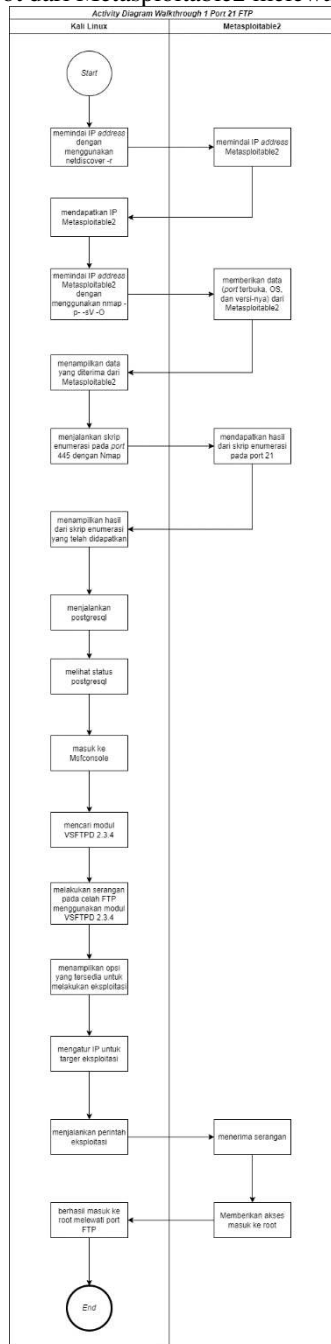 Activity Diagram Walkthrough 1 Port 21 FTP
Kali Linux
Metasploitable2
Start
memindai IP address
dengan
menggunakan
netdiscover -r
memindai IP address
Metasploitable2
mendapatkan IP
Metasploitable2
memindai IP address
Metasploitable2
dengan
menggunakan nmap -
p- -sV -O
memberikan data
(port terbuka, OS,
dan versi-nya) dari
Metasploitable2
menampilkan data
yang diterima dari
Metasploitable2
menjalankan skrip
enumerasi pada port
445 dengan Nmap
mendapatkan hasil
dari skrip enumerasi
pada port 21
menampilkan hasil
dari skrip enumerasi
yang telah didapatkan
menjalankan
postgresql
melihat status
postgresql
masuk ke
Msfconsole
mencari modul
VSFTPD 2.3.4
melakukan serangan
pada celah FTP
menggunakan modul
VSFTPD 2.3.4
menampilkan opsi
yang tersedia untuk
melakukan eksploitasi
mengatur IP untuk
targer eksploitasi
menjalankan perintah
eksploitasi
menerima serangan
berhasil masuk ke
root melewati port
FTP
Memberikan akses
masuk ke root
End